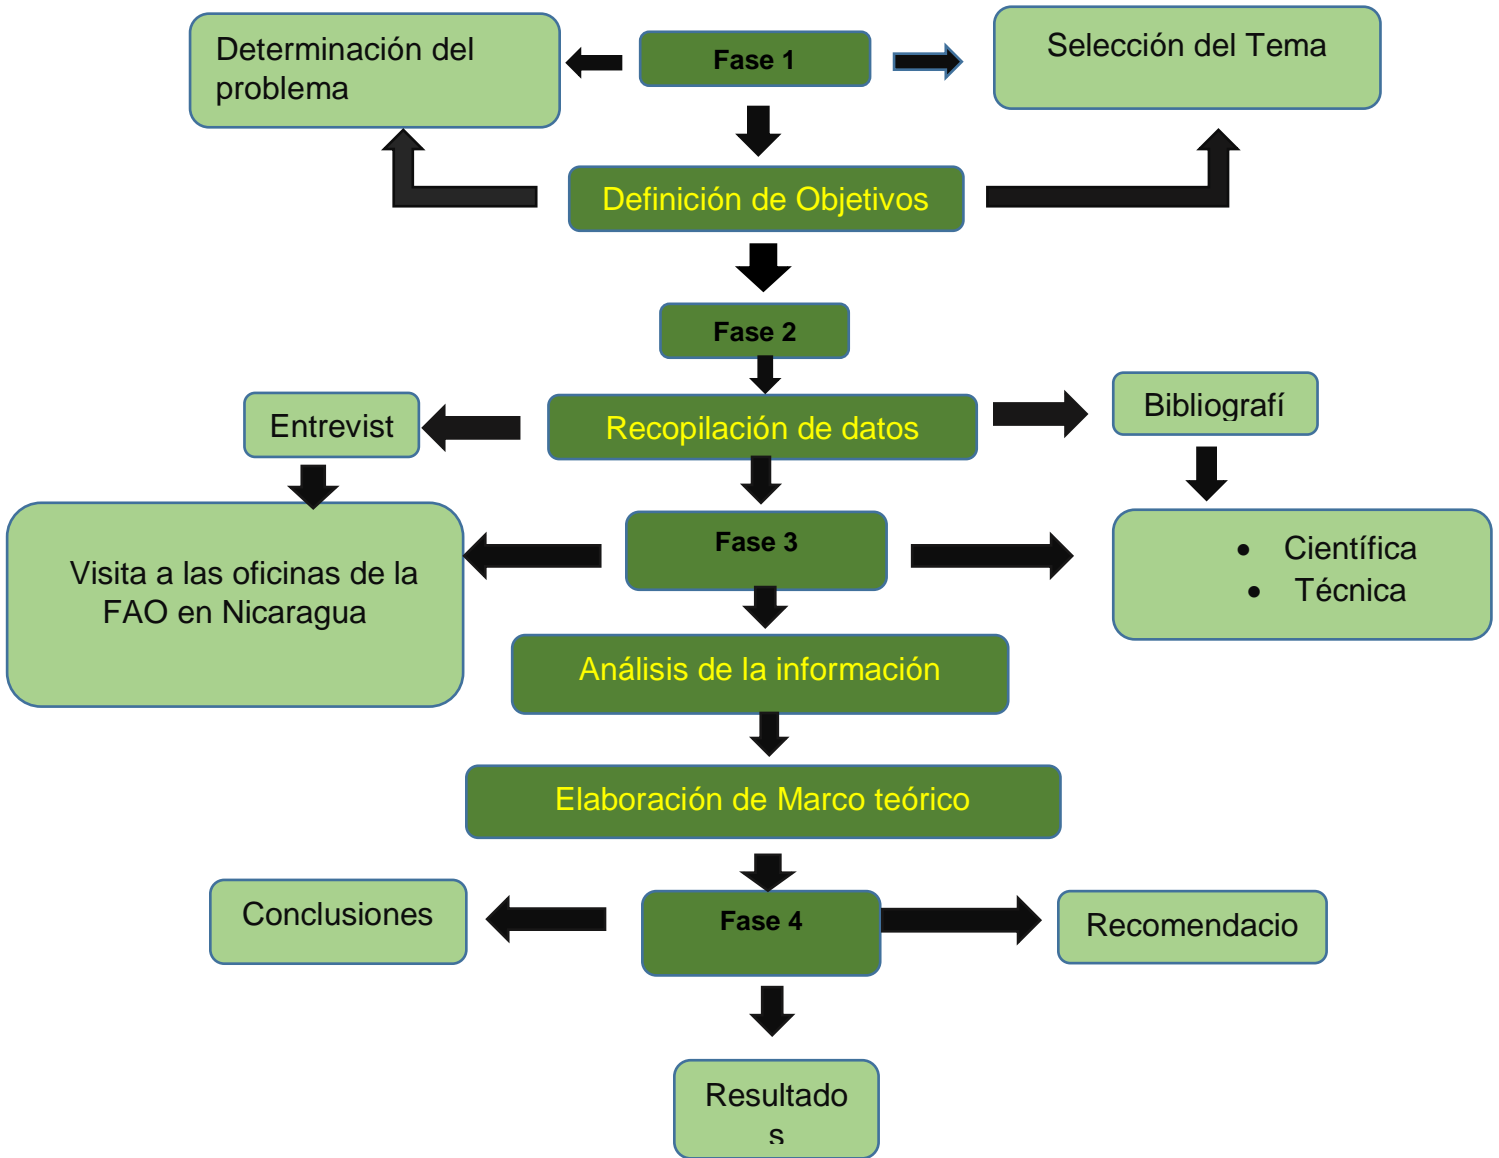 Determinación del
problema
Fase 1
Selección del Tema
Definición de Objetivos
Fase 2
Entrevist
Recopilación de datos
Bibliografí
Visita a las oficinas de la
FAO en Nicaragua
Fase 3
• Científica
• Técnica
Análisis de la información
Elaboración de Marco teórico
Conclusiones
Fase 4
Recomendacio
Resultado
s